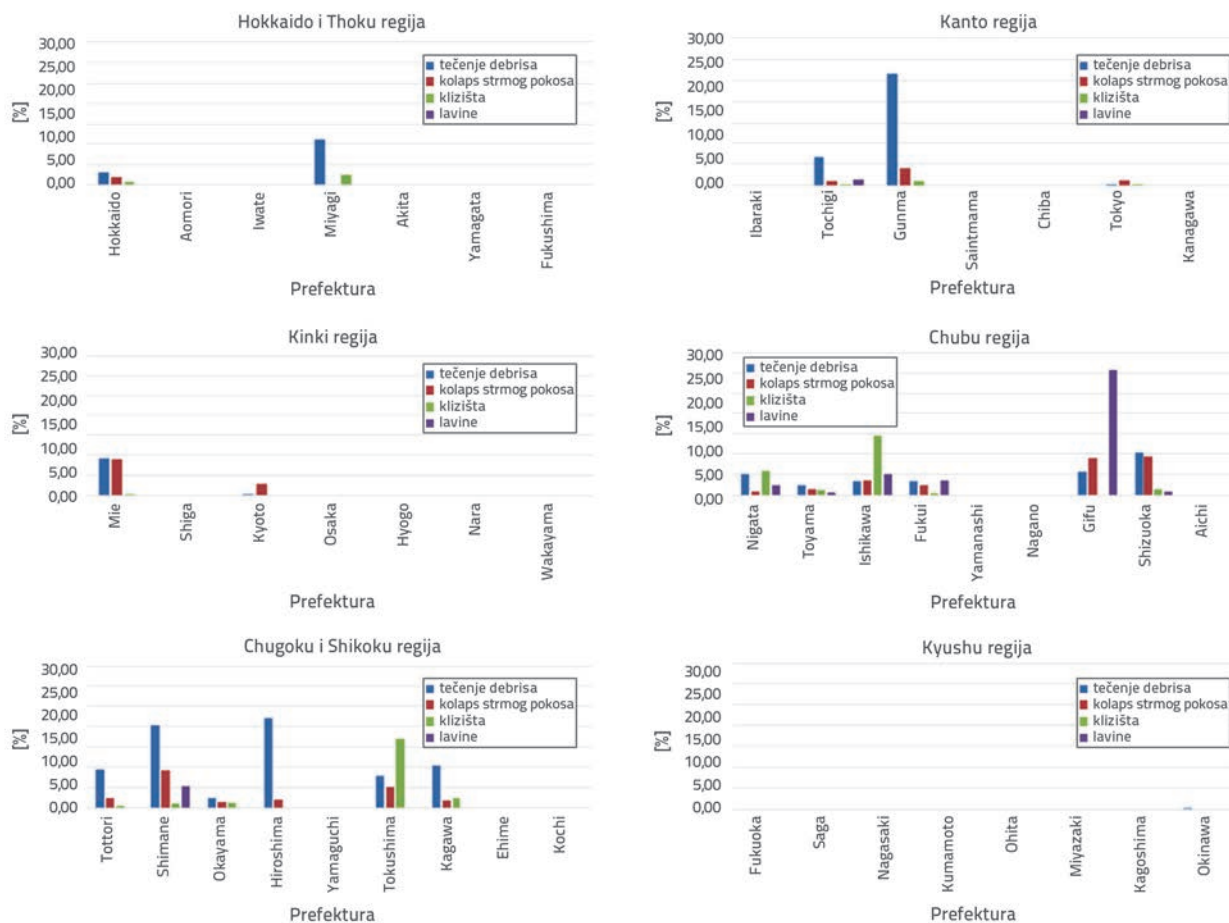 Hokkaido i Thoku regija
30,00
25,00
20,00
15,00
10,00
5,00
0,00
[%]
tečenje debrisa
kolaps strmog pokosa
klizišta
lavine
Hokkaido
Aomori
Iwate
Miyagi
Akita
Yamagata
Fukushima
Prefektura
Kanto regija
30,00
25,00
20,00
15,00
10,00
5,00
0,00
[%]
tečenje debrisa
kolaps strmog pokosa
klizišta
lavine
Ibaraki
Tochigi
Gunma
Saintmama
Chiba
Tokyo
Kanagawa
Prefektura
Kinki regija
30,00
25,00
20,00
15,00
10,00
5,00
0,00
[%]
tečenje debrisa
kolaps strmog pokosa
klizišta
lavine
Mie
Shiga
Kyoto
Osaka
Hyogo
Nara
Wakayama
Prefektura
Chubu regija
30,00
25,00
20,00
15,00
10,00
5,00
0,00
[%]
tečenje debrisa
kolaps strmog pokosa
klizišta
lavine
Nigata
Toyama
Ishikawa
Fukui
Yamanashi
Nagano
Gifu
Shizuoka
Aichi
Prefektura
Chugoku i Shikoku regija
30,00
25,00
20,00
15,00
10,00
5,00
0,00
[%]
tečenje debrisa
kolaps strmog pokosa
klizišta
lavine
Tottori
Shimane
Okayama
Hiroshima
Yamaguchi
Tokushima
Kagawa
Ehime
Kochi
Prefektura
Kyushu regija
30,00
25,00
20,00
15,00
10,00
5,00
0,00
[%]
tečenje debrisa
kolaps strmog pokosa
klizišta
lavine
Fukuoka
Saga
Nagasaki
Kumamoto
Ohita
Miyazaki
Kagoshima
Okinawa
Prefektura